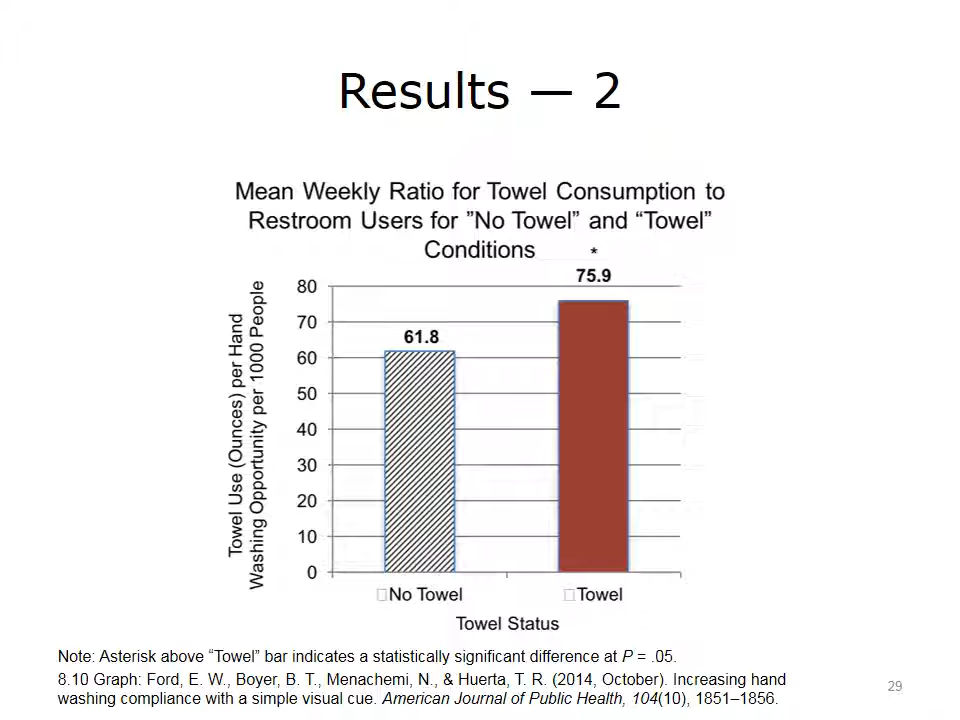 Results — 2
Mean Weekly Ratio for Towel Consumption to
Restroom Users for ”No Towel” and “Towel”
Conditions
*
75.9
61.8
Towel Use (Ounces) per Hand
Washing Opportunity per 1000 People
80
70
60
50
40
30
20
10
0
No Towel
Towel
Towel Status
Note: Asterisk above “Towel” bar indicates a statistically significant difference at P = .05.
8.10 Graph: Ford, E. W., Boyer, B. T., Menachemi, N., & Huerta, T. R. (2014, October). Increasing hand
washing compliance with a simple visual cue. American Journal of Public Health, 104(10), 1851–1856.
29